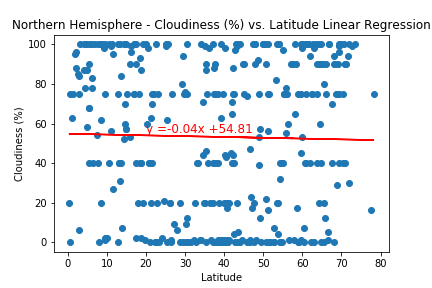 Northern Hemisphere - Cloudiness (%) vs. Latitude Linear Regression
100
80
60
40
20
0
Cloudiness (%)
y =-0.04x +54.81
0 10 20 30 40 50 60 70 80
Latitude